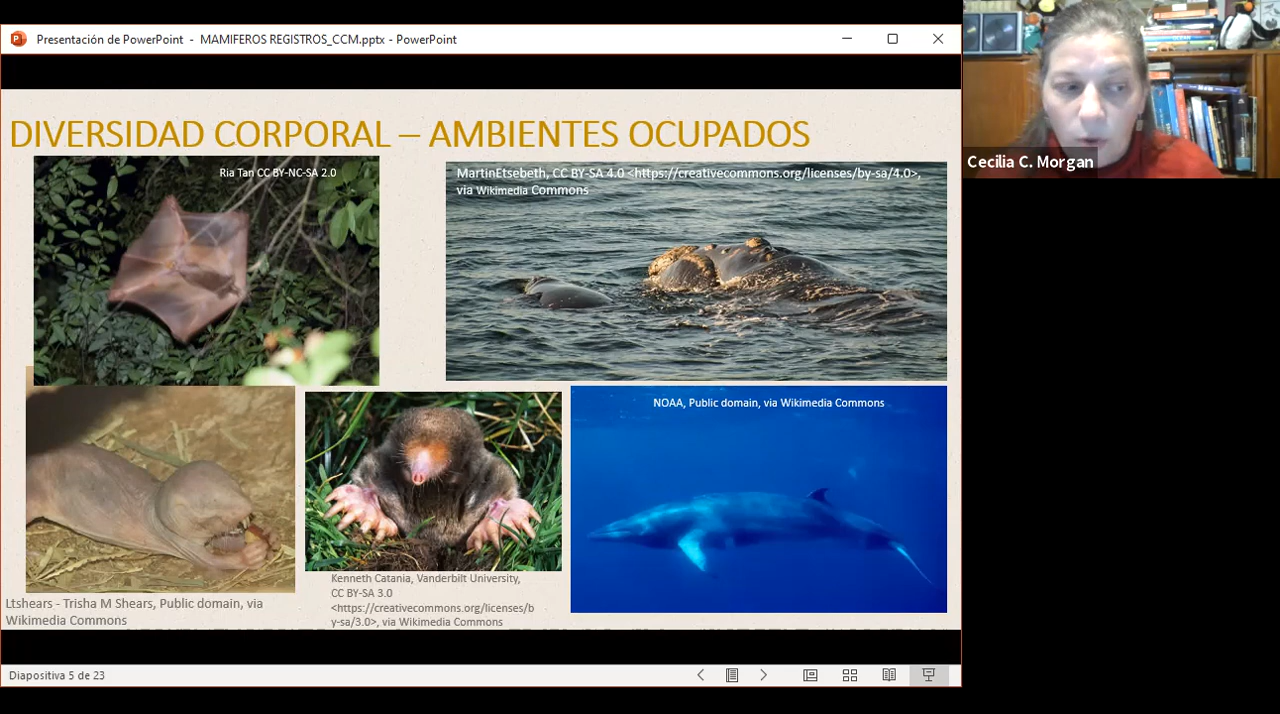 Presentación de PowerPoint - MAMIFEROS REGISTROS_CCM.pptx - PowerPoint
Cecilia C. Morgan
DIVERSIDAD CORPORAL – AMBIENTES OCUPADOS
Ria Tan CC BY-NC-SA 2.0
MartinEtsebeth, CC BY-SA 4.0 <https://creativecommons.org/licenses/by-sa/4.0>,
via Wikimedia Commons
NOAA, Public domain, via Wikimedia Commons
Ltshears - Trisha M Shears, Public domain, via
Wikimedia Commons
Kenneth Catania, Vanderbilt University,
CC BY-SA 3.0
<https://creativecommons.org/licenses/b
y-sa/3.0>, via Wikimedia Commons
Diapositiva 5 de 23